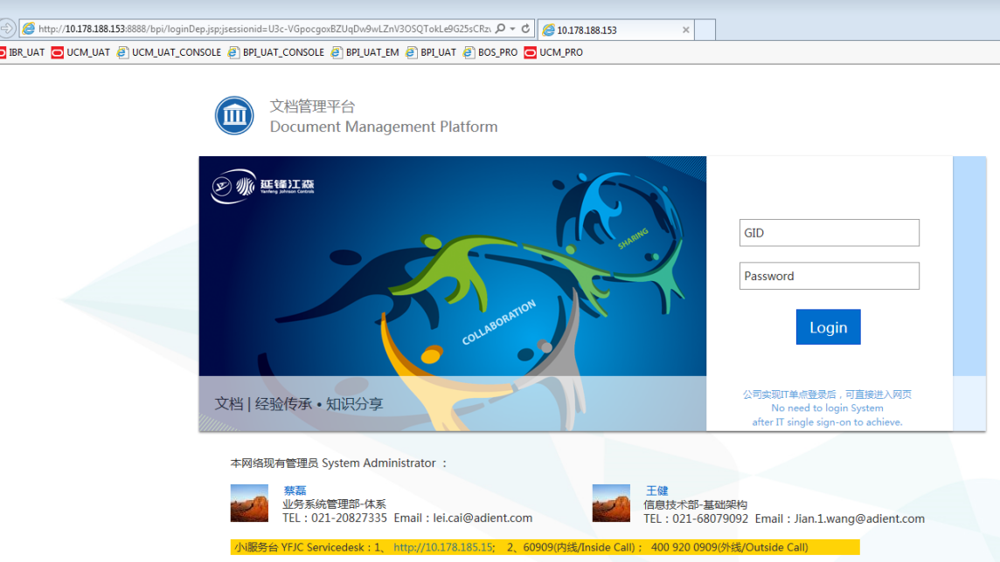 http://10.178.188.153:8888/bpi/loginDep.jsp;jsessionid=U3c-VGpocgoxBZUqDw9wLZnV3OSQTokLe9G25sCRz
10.178.188.153
IBR_UAT UCM_UAT UCM_UAT_CONSOLE BPI_UAT_CONSOLE BPI_UAT_EM BPI_UAT BOS_PRO UCM_PRO
文档管理平台
Document Management Platform
延锋江森
Yanfeng Johnson Controls
SHARING
COLLABORATION
文档 | 经验传承 • 知识分享
GID
Password
Login
公司实现IT单点登录后，可直接进入网页
No need to login System
after IT single sign-on to achieve.
本网络现有管理员 System Administrator ：
蔡磊
业务系统管理部-体系
TEL：021-20827335 Email：lei.cai@adient.com
王健
信息技术部-基础架构
TEL：021-68079092 Email：Jian.1.wang@adient.com
小i服务台 YFJC Servicedesk：1、 http://10.178.185.15; 2、60909(内线/Inside Call)； 400 920 0909(外线/Outside Call)